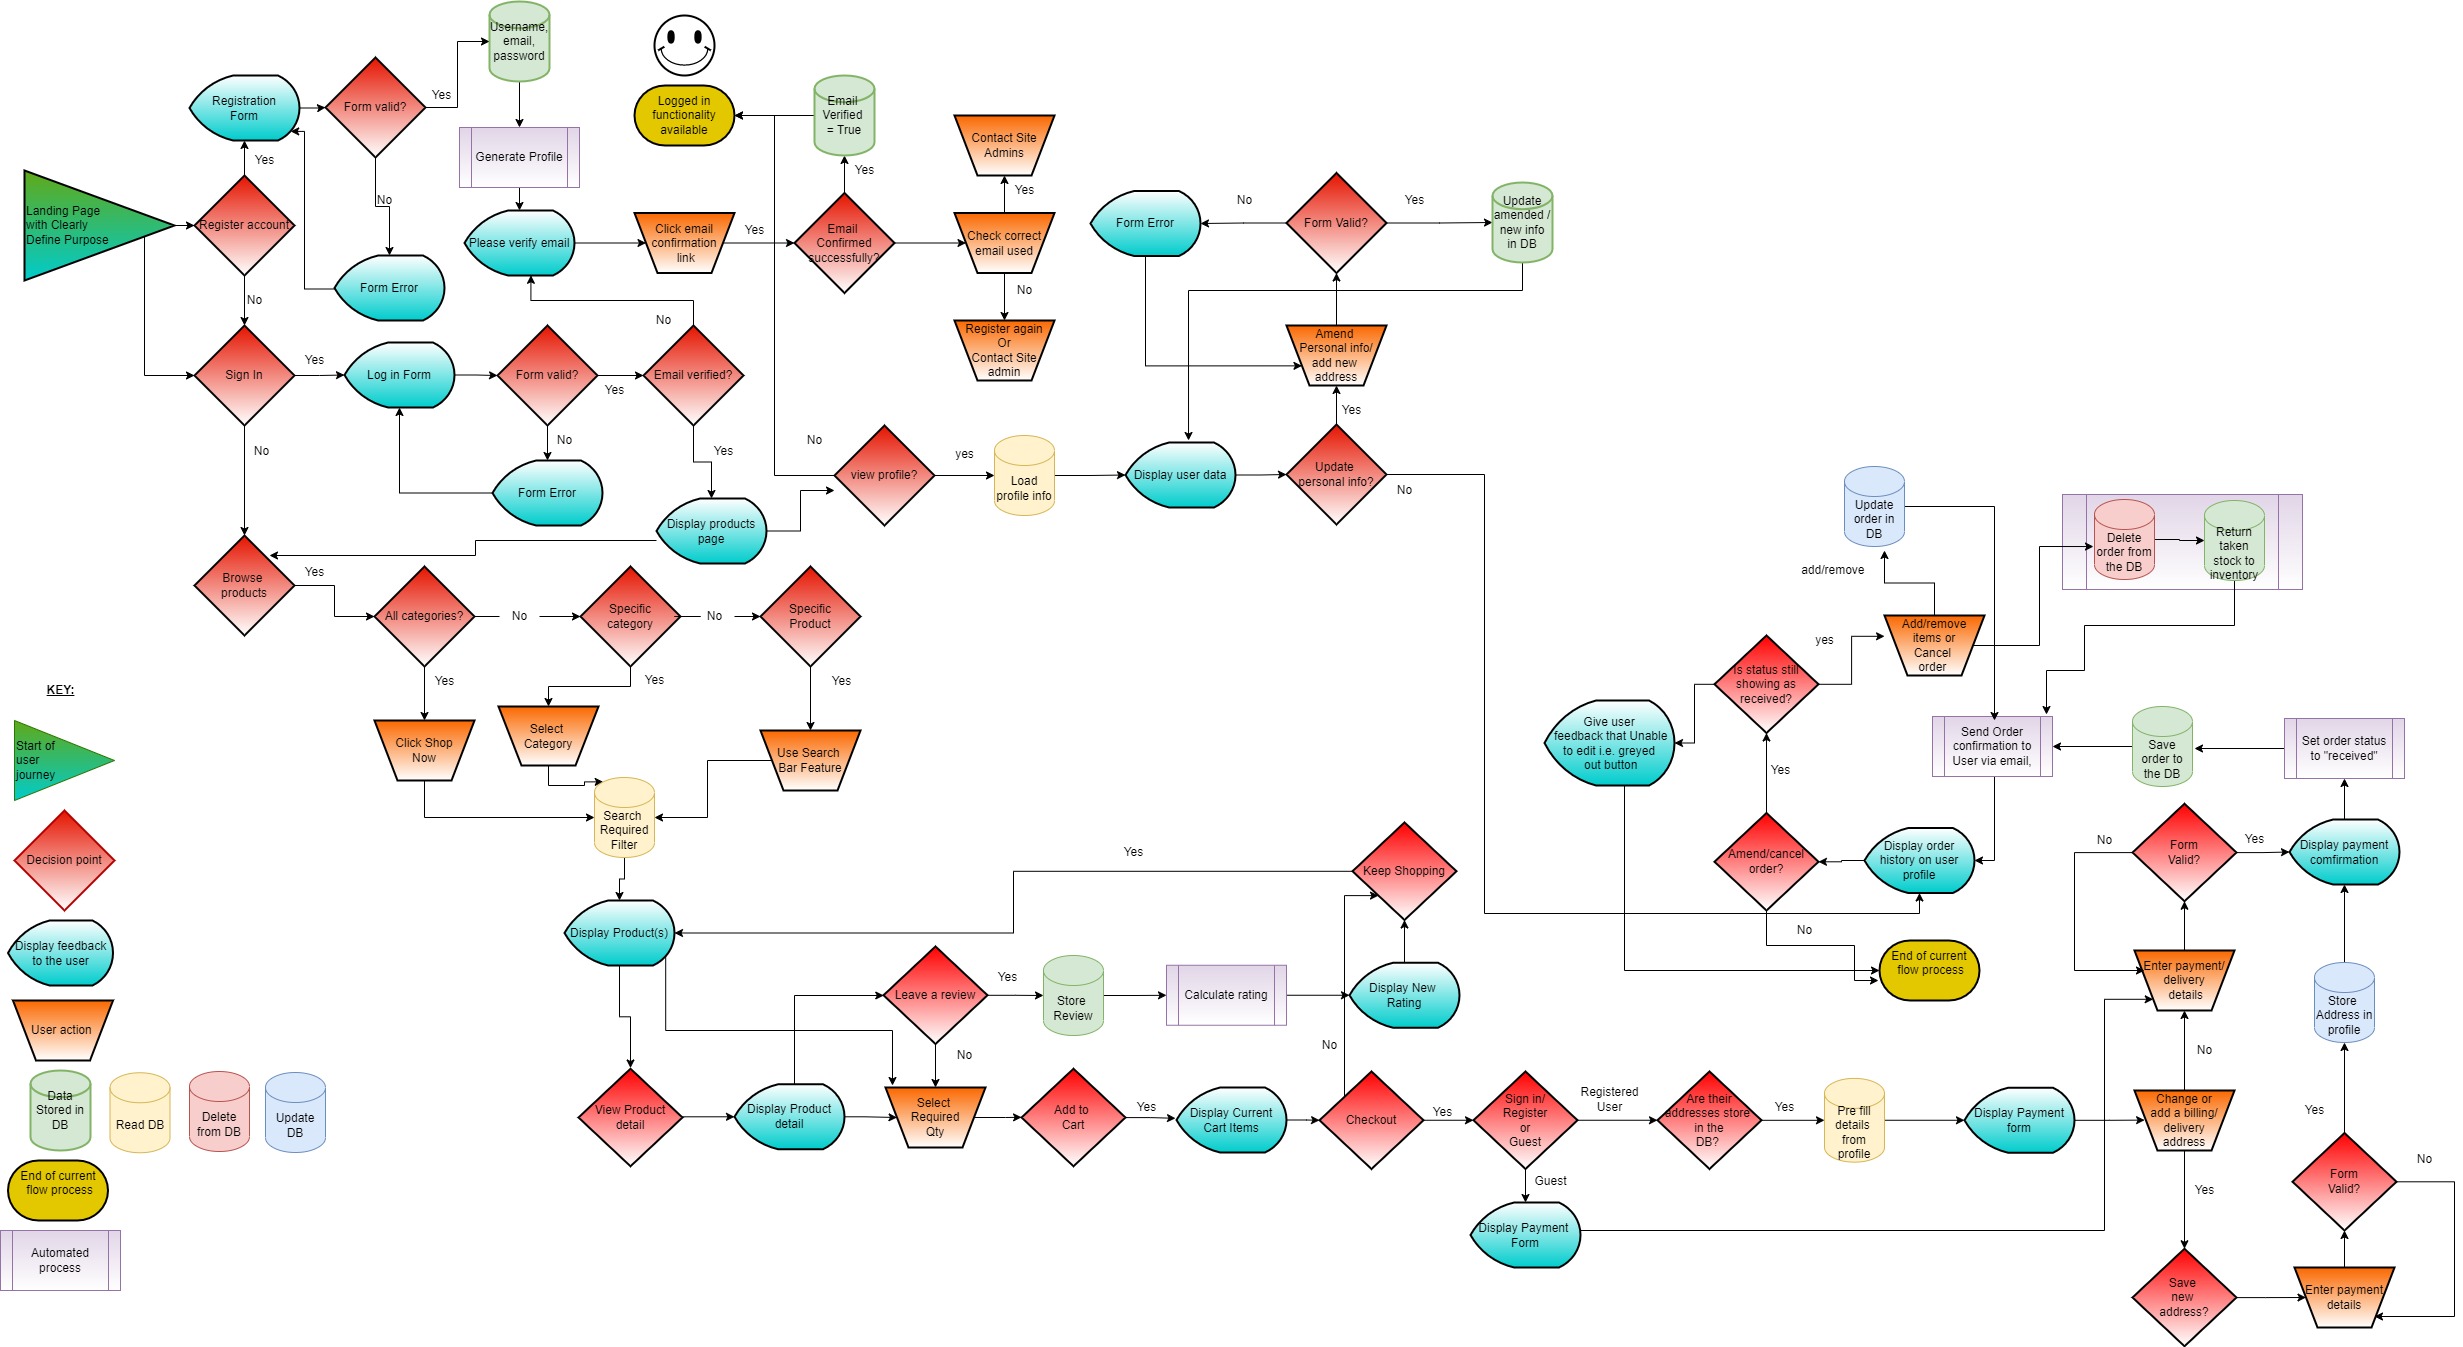 Username,
email,
password
Registration
Form
Form valid?
Yes
Logged in
functionality
available
Email
Verified
= True
Contact Site
Admins
Yes
Generate Profile
Yes
Yes
Landing Page
with Clearly
Define Purpose
Register account
No
Please verify email
Click email
confirmation
link
Yes
Email
Confirmed
successfully?
Check correct
email used
No
Form Error
No
Register again
Or
Contact Site
admin
Form Error
No
Form Valid?
Yes
Update
amended /
new info
in DB
Amend
Personal info/
add new
address
Yes
Sign In
Yes
Log in Form
Form valid?
Yes
Email verified?
No
No
Form Error
Yes
No
Display products
page
No
view profile?
yes
Load
profile info
Display user data
Update
personal info?
No
Browse
products
Yes
All categories?
No
Specific
category
No
Specific
Product
Yes
Yes
Yes
Click Shop
Now
Select
Category
Use Search
Bar Feature
Search
Required
Filter
Update
order in
DB
add/remove
Delete
order from
the DB
Return
taken
stock to
inventory
Add/remove
items or
Cancel
order
yes
Is status still
showing as
received?
Give user
feedback that Unable
to edit i.e. greyed
out button
Yes
Send Order
confirmation to
User via email,
Save
order to
the DB
Set order status
to "received"
Amend/cancel
order?
Display order
history on user
profile
No
End of current
flow process
No
Form
Valid?
Yes
Display payment
comfirmation
Enter payment/
delivery
details
Store
Address in
profile
No
Yes
Keep Shopping
Display Product(s)
Leave a review
Yes
Store
Review
Calculate rating
Display New
Rating
No
No
View Product
detail
Display Product
detail
Select
Required
Qty
Add to
Cart
Yes
Display Current
Cart Items
Checkout
Yes
Sign in/
Register
or
Guest
Registered
User
Are their
addresses store
in the
DB?
Yes
Pre fill
details
from
profile
Display Payment
form
Change or
add a billing/
delivery
address
Yes
Guest
Display Payment
Form
Yes
Form
Valid?
No
Save
new
address?
Enter payment
details
KEY:
Start of
user
journey
Decision point
Display feedback
to the user
User action
Data
Stored in
DB
Read DB
Delete
from DB
Update
DB
End of current
flow process
Automated
process